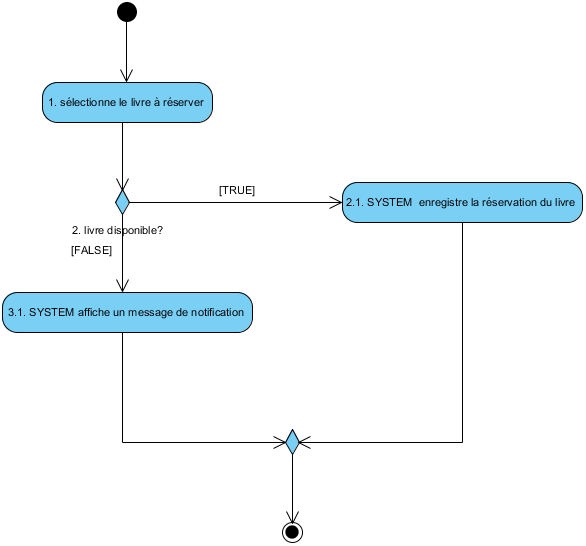 1. sélectionne le livre à réserver
[TRUE]
2.1. SYSTEM enregistre la réservation du livre
2. livre disponible?
[FALSE]
3.1. SYSTEM affiche un message de notification